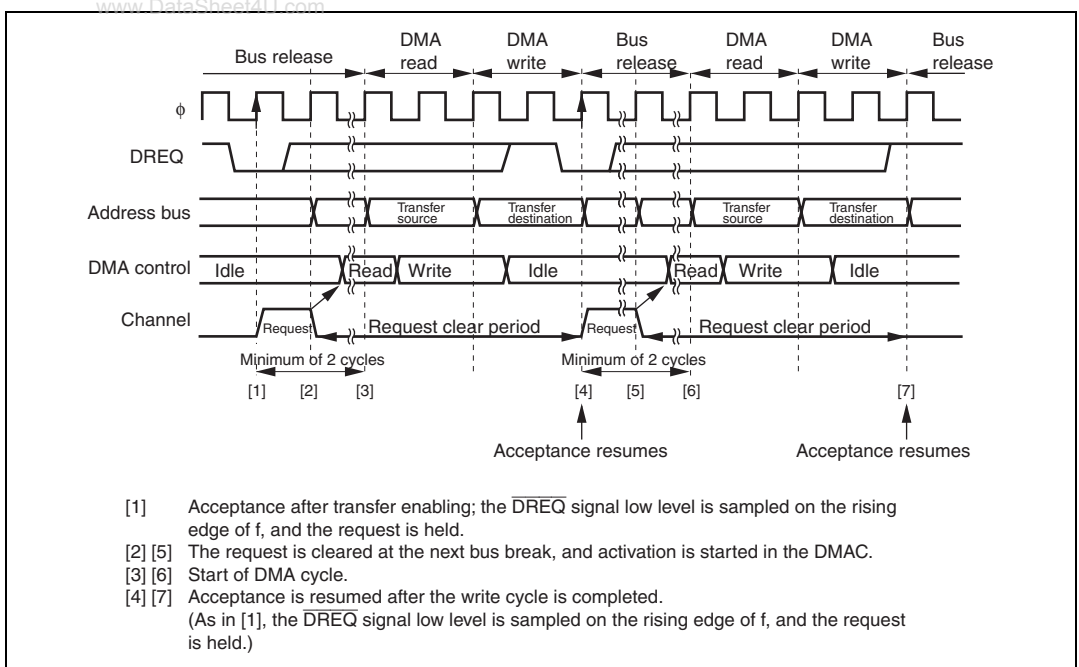 www.DataSheet4U.com
Bus release
DMA read
DMA write
Bus release
DMA read
DMA write
Bus release
ϕ
DREQ
Address bus
Transfer source
Transfer destination
Transfer source
Transfer destination
DMA control
Idle
Read
Write
Idle
Read
Write
Idle
Channel
Request
Request clear period
Request
Request clear period
Minimum of 2 cycles
Minimum of 2 cycles
[1]
[2]
[3]
[4]
[5]
[6]
[7]
Acceptance resumes
Acceptance resumes
[1] Acceptance after transfer enabling; the DREQ signal low level is sampled on the rising
edge of f, and the request is held.
[2] [5] The request is cleared at the next bus break, and activation is started in the DMAC.
[3] [6] Start of DMA cycle.
[4] [7] Acceptance is resumed after the write cycle is completed.
(As in [1], the DREQ signal low level is sampled on the rising edge of f, and the request
is held.)